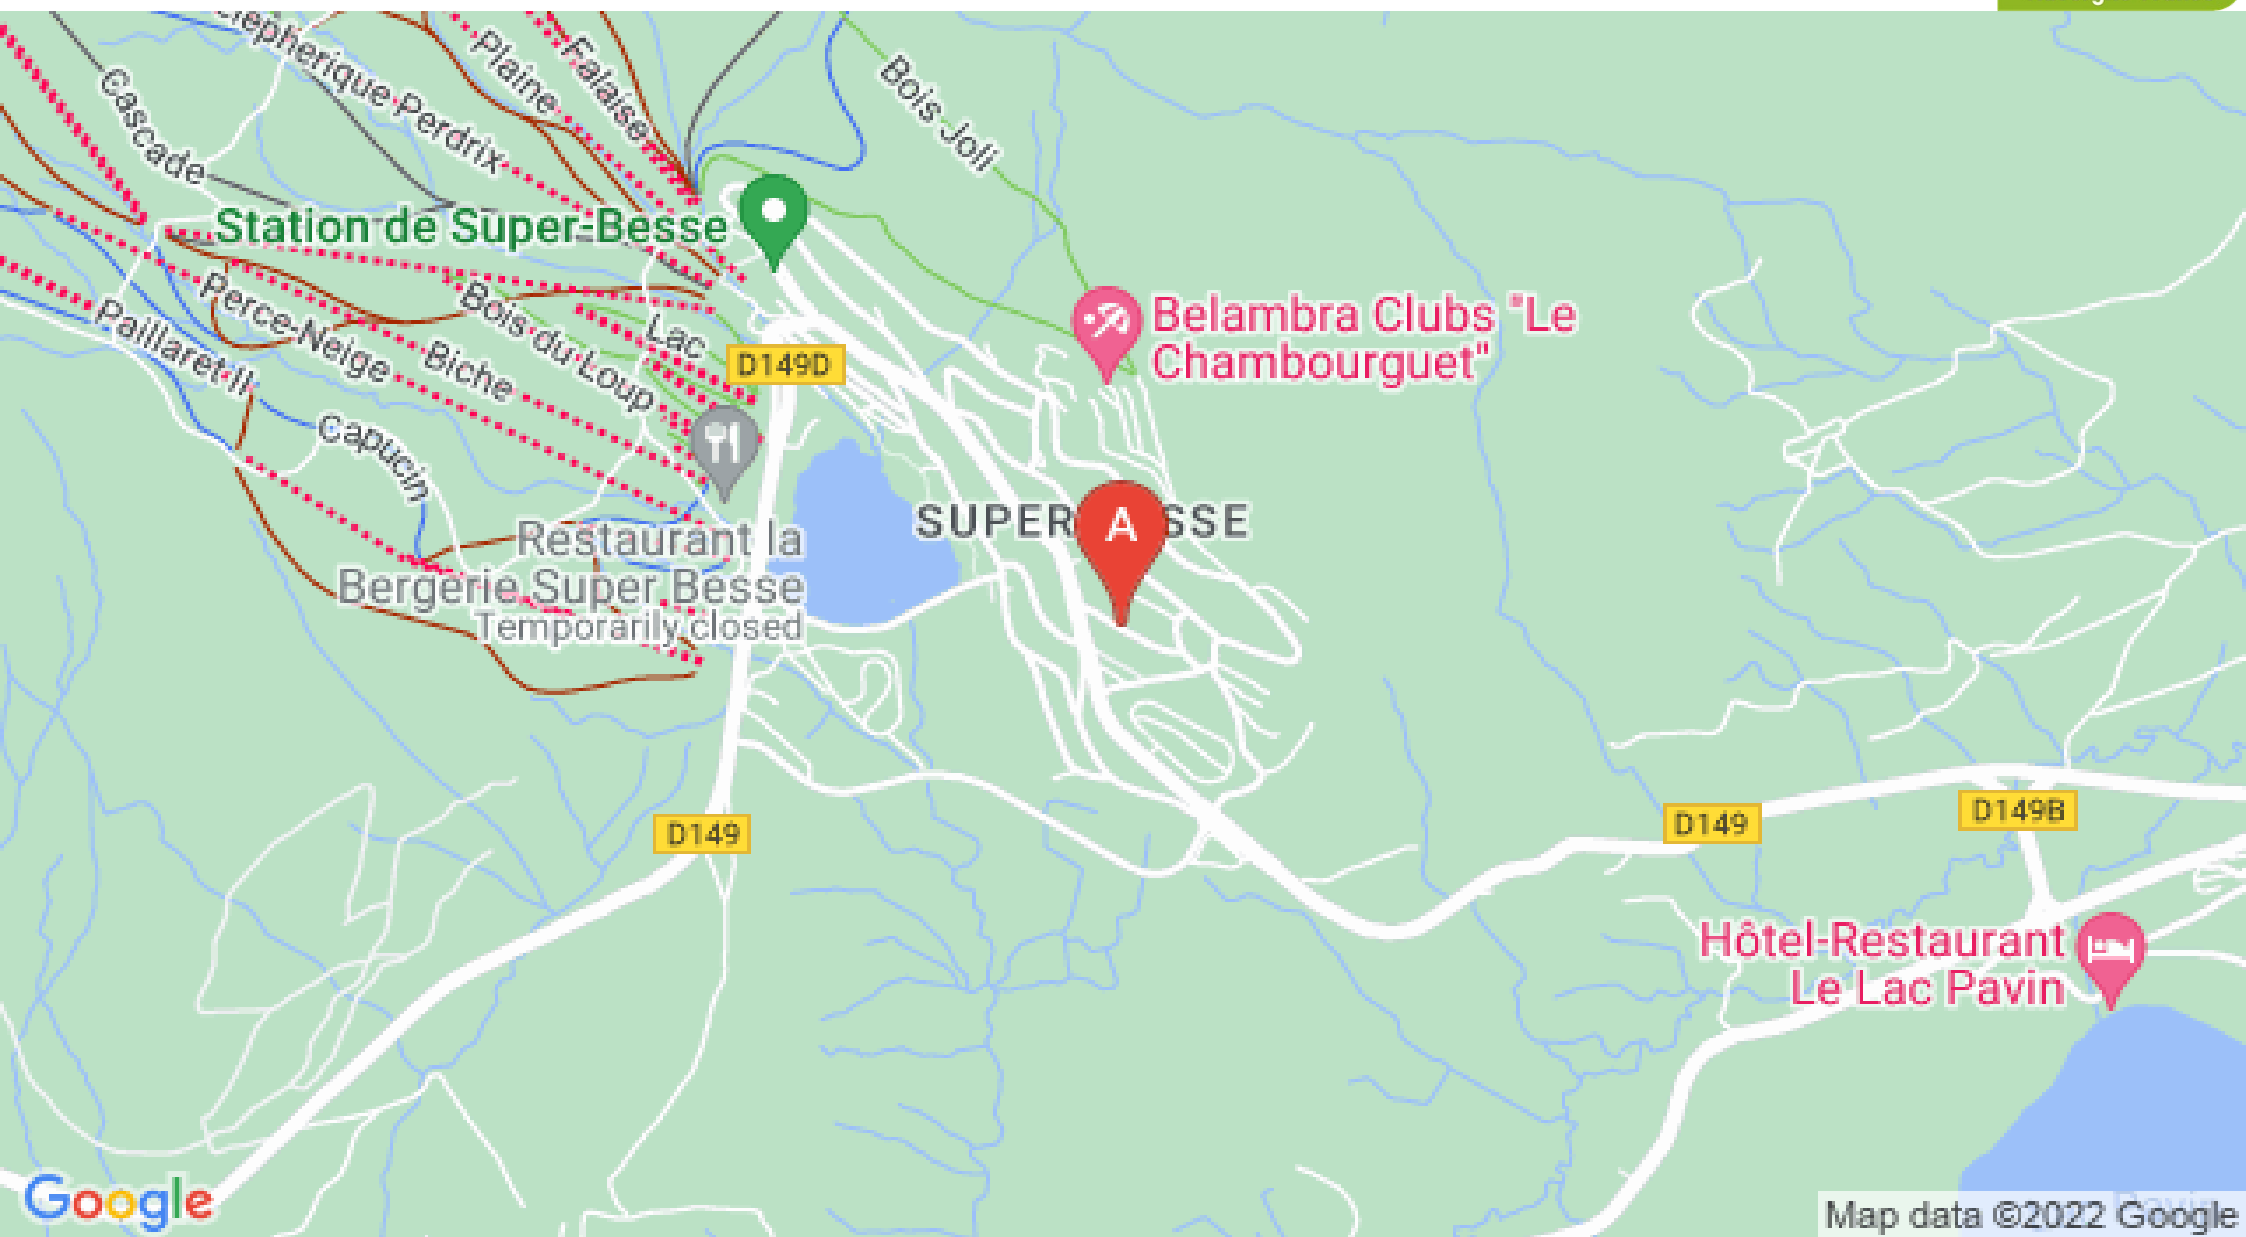 Plaine
Falaise
Cascade
Perdrix
Bois Joli
Station de Super-Besse
Belambra Clubs "Le
Chambourguet"
Perce-Neige
Bois du Loup
Lac
Paillaret II
Biche
D149D
Capucin
SUPER
SSE
A
Restaurant la
Bergerie Super Besse
Temporarily closed
D149
D149
D149B
Hôtel-Restaurant
Le Lac Pavin
Google
Map data ©2022 Google